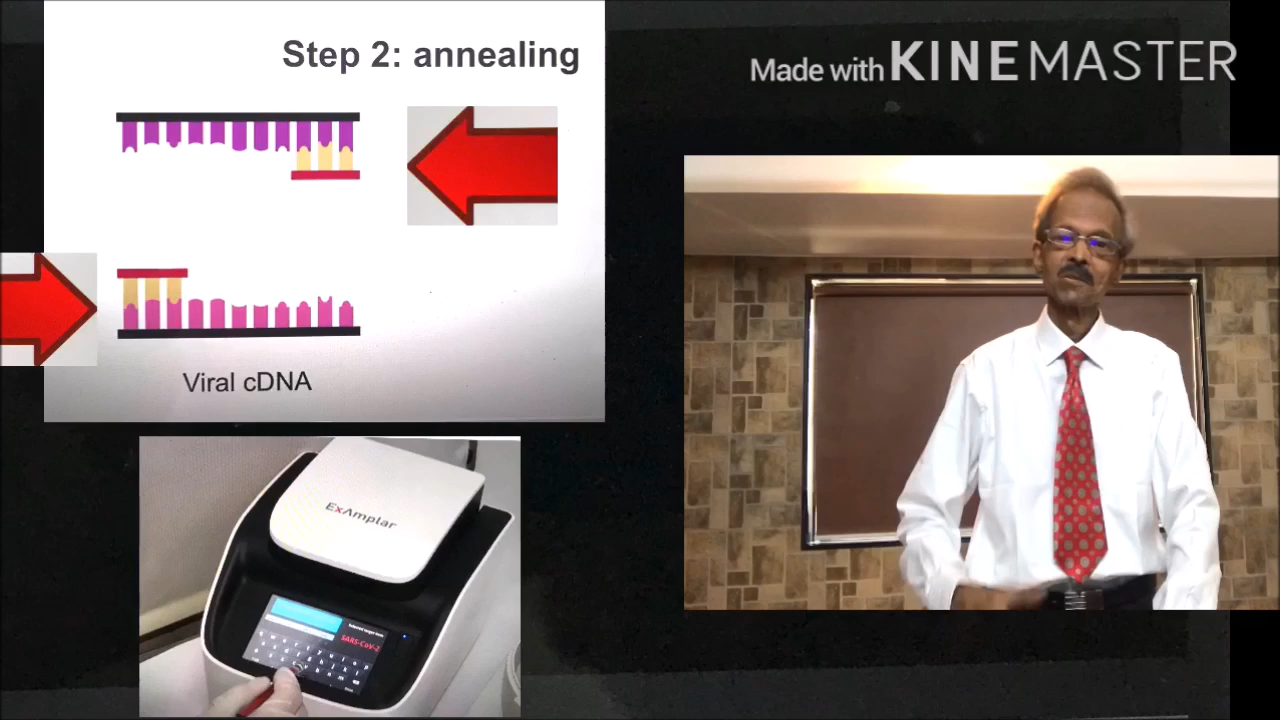 Step 2: annealing
Made with KINEMASTER
Viral cDNA
ExAmplar
SARS-CoV-2